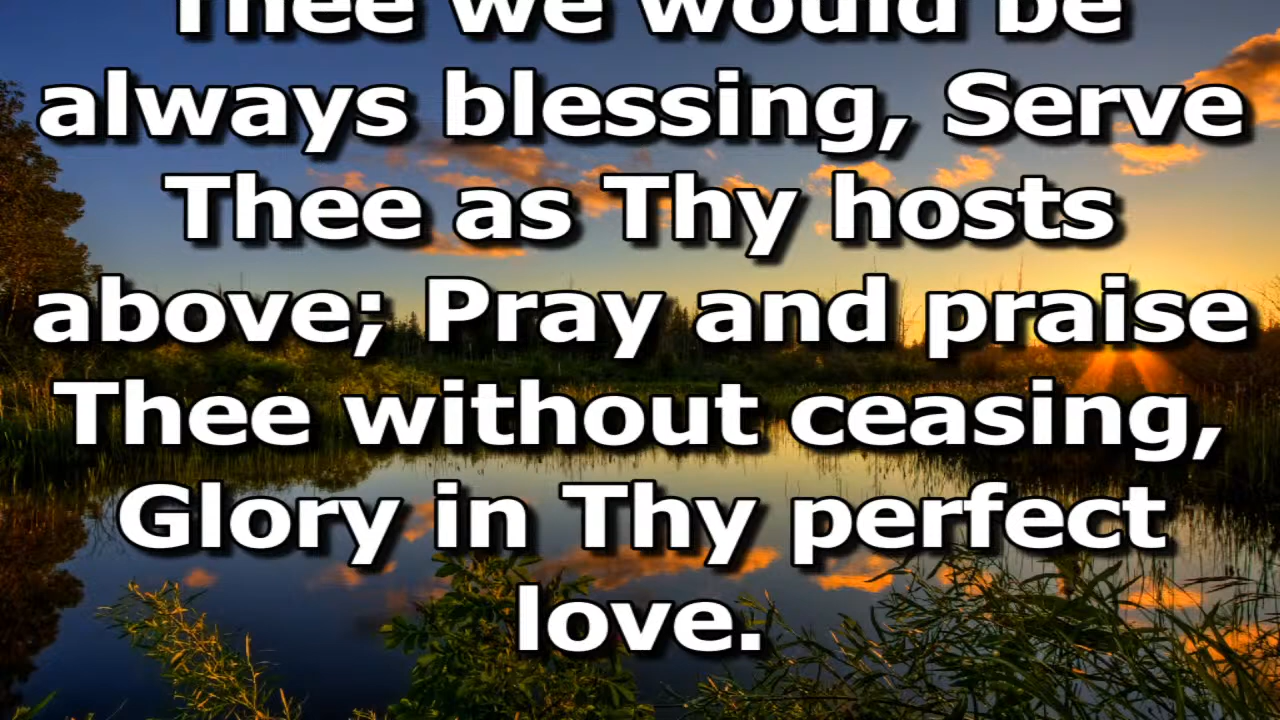 Thee we would be
always blessing, Serve
Thee as Thy hosts
above; Pray and praise
Thee without ceasing,
Glory in Thy perfect
love.